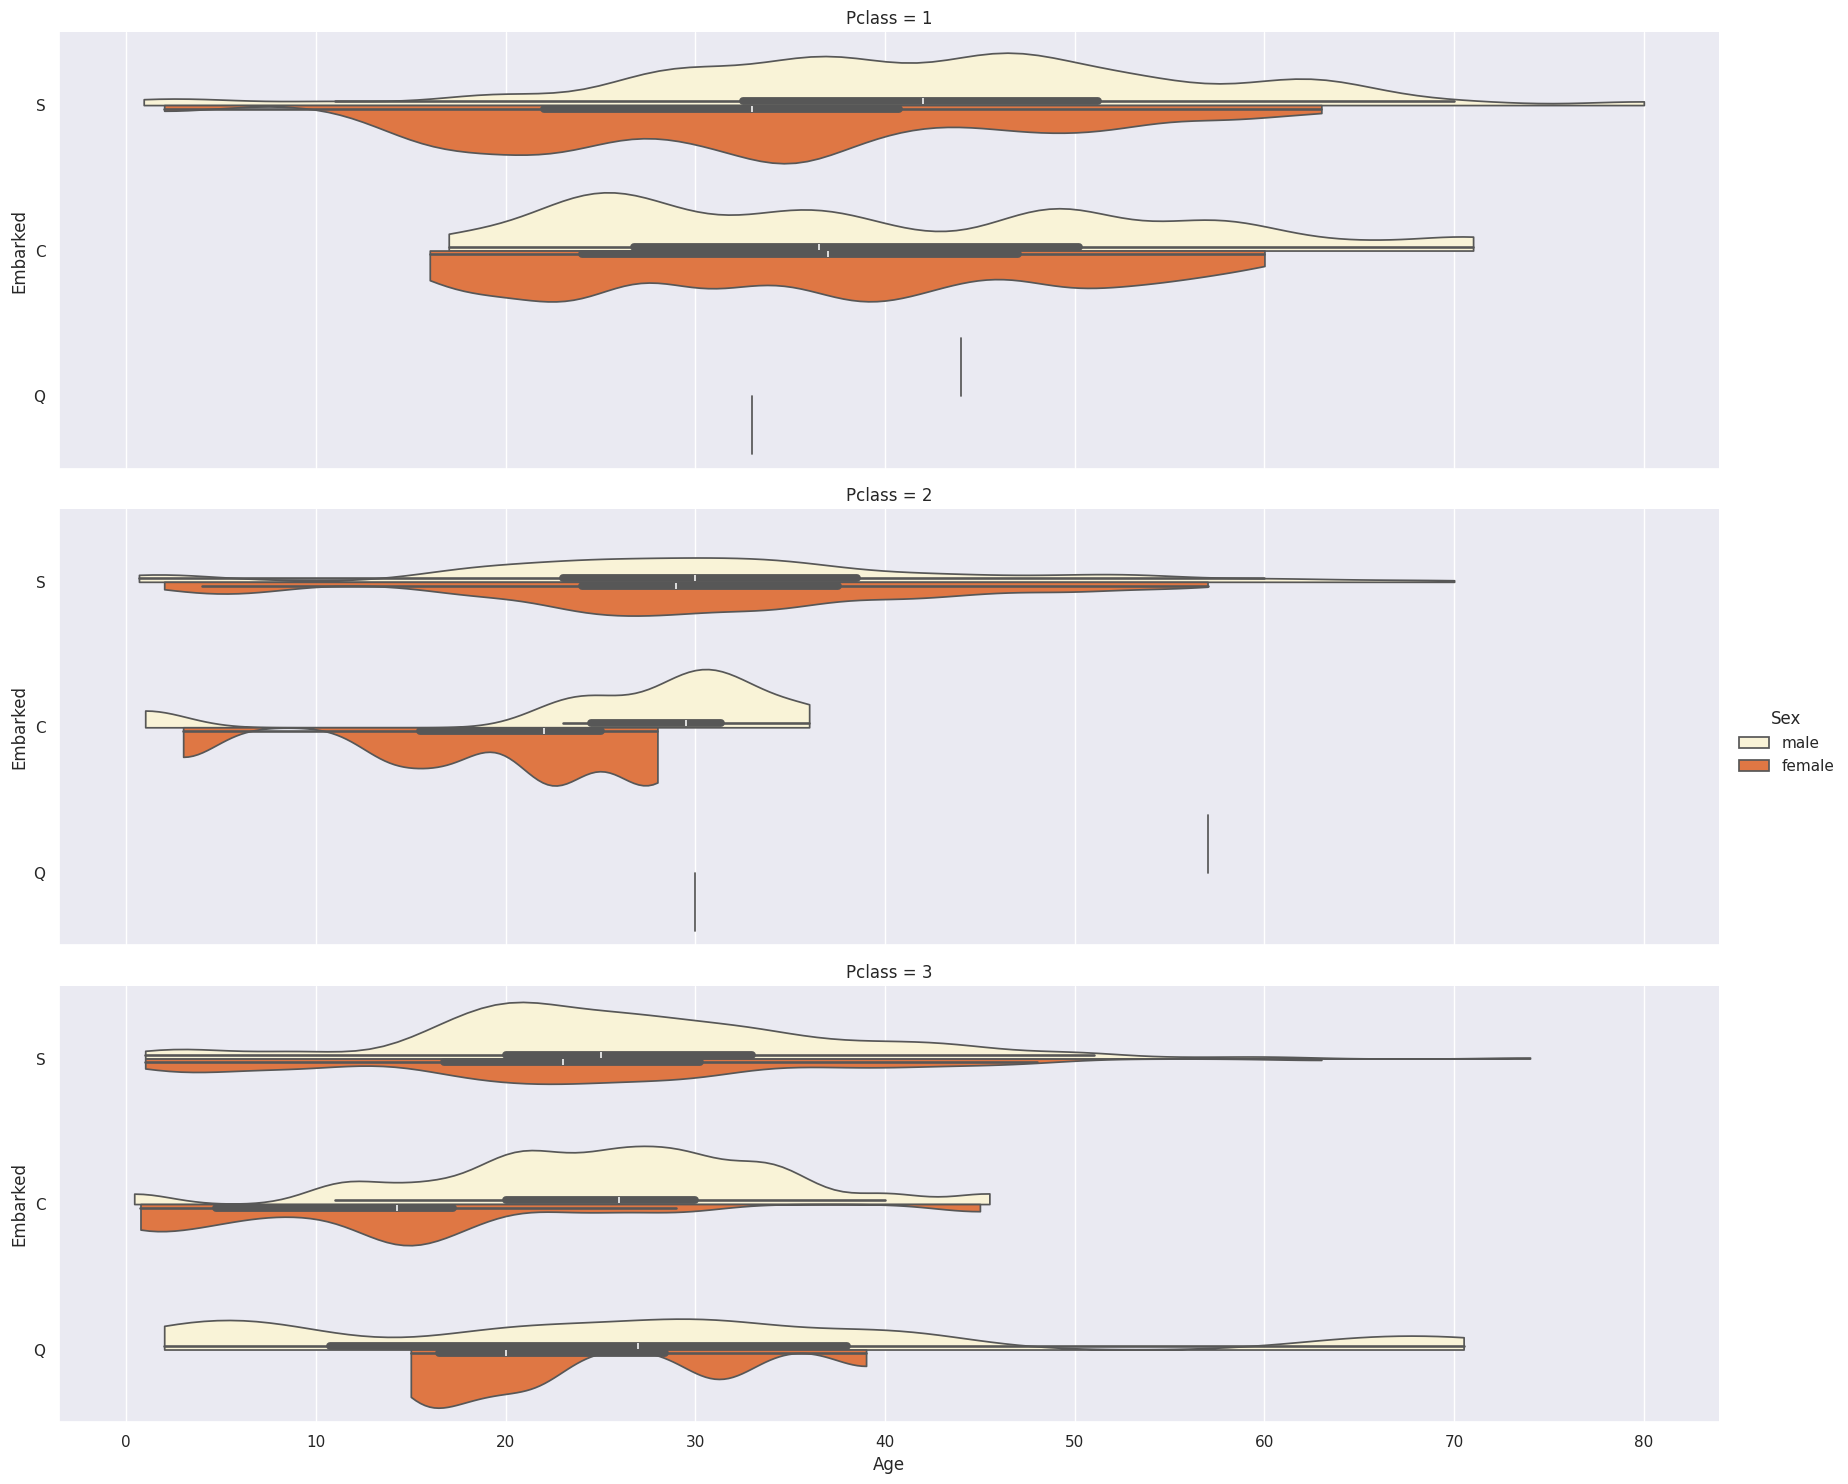 Pclass = 1
S
C
Q
Embarked
Pclass = 2
S
C
Q
Embarked
Sex
male
female
Pclass = 3
S
C
Q
Embarked
0 10 20 30 40 50 60 70 80
Age